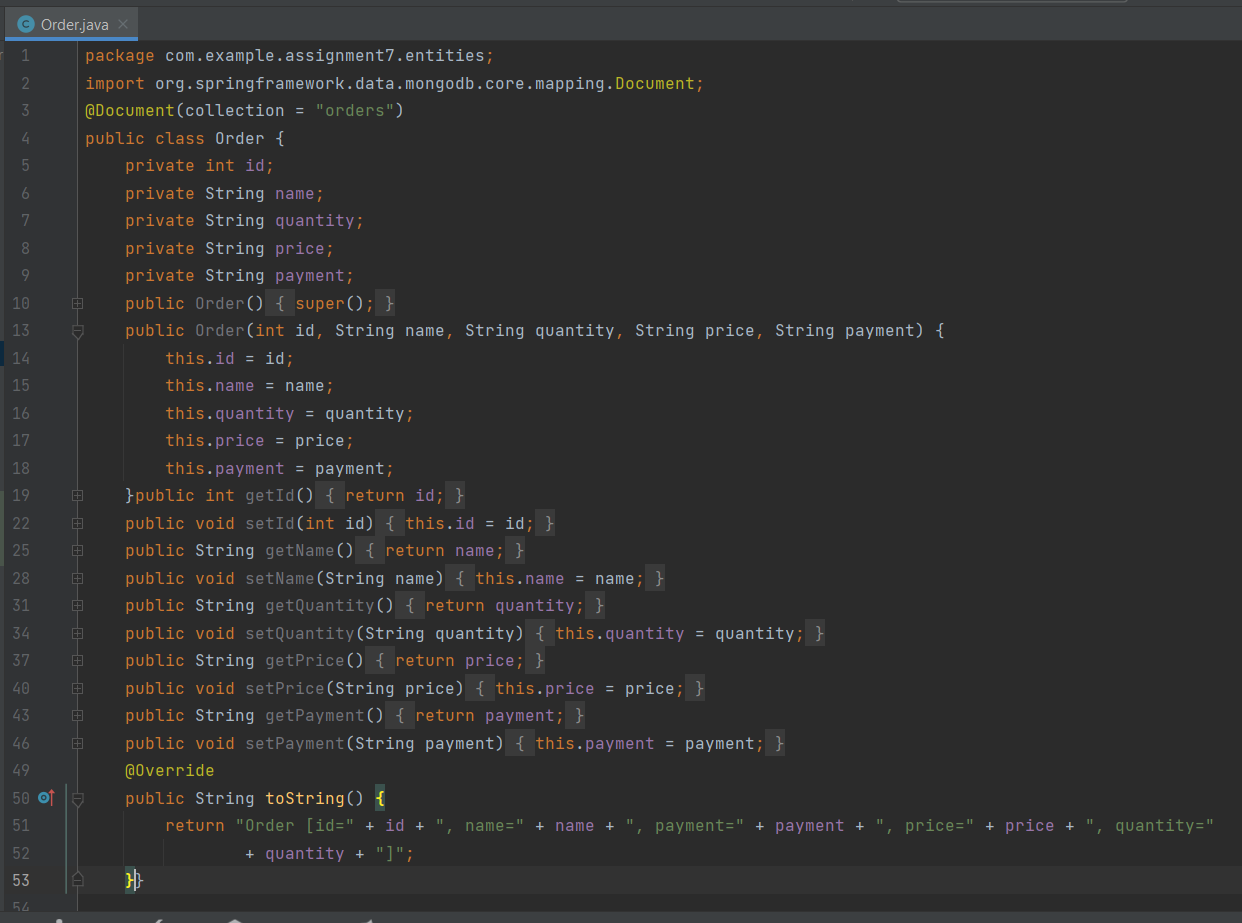 Order.java
1 package com.example.assignment7.entities;
2 import org.springframework.data.mongodb.core.mapping.Document;
3 @Document(collection = "orders")
4 public class Order {
5 private int id;
6 private String name;
7 private String quantity;
8 private String price;
9 private String payment;
10 public Order() { super(); }
13 public Order(int id, String name, String quantity, String price, String payment) {
14 this.id = id;
15 this.name = name;
16 this.quantity = quantity;
17 this.price = price;
18 this.payment = payment;
19 }public int getId() { return id; }
22 public void setId(int id) { this.id = id; }
25 public String getName() { return name; }
28 public void setName(String name) { this.name = name; }
31 public String getQuantity() { return quantity; }
34 public void setQuantity(String quantity) { this.quantity = quantity; }
37 public String getPrice() { return price; }
40 public void setPrice(String price) { this.price = price; }
43 public String getPayment() { return payment; }
46 public void setPayment(String payment) { this.payment = payment; }
49 @Override
50 public String toString() {
51 return "Order [id=" + id + ", name=" + name + ", payment=" + payment + ", price=" + price + ", quantity="
52 + quantity + "]";
53 }}
54